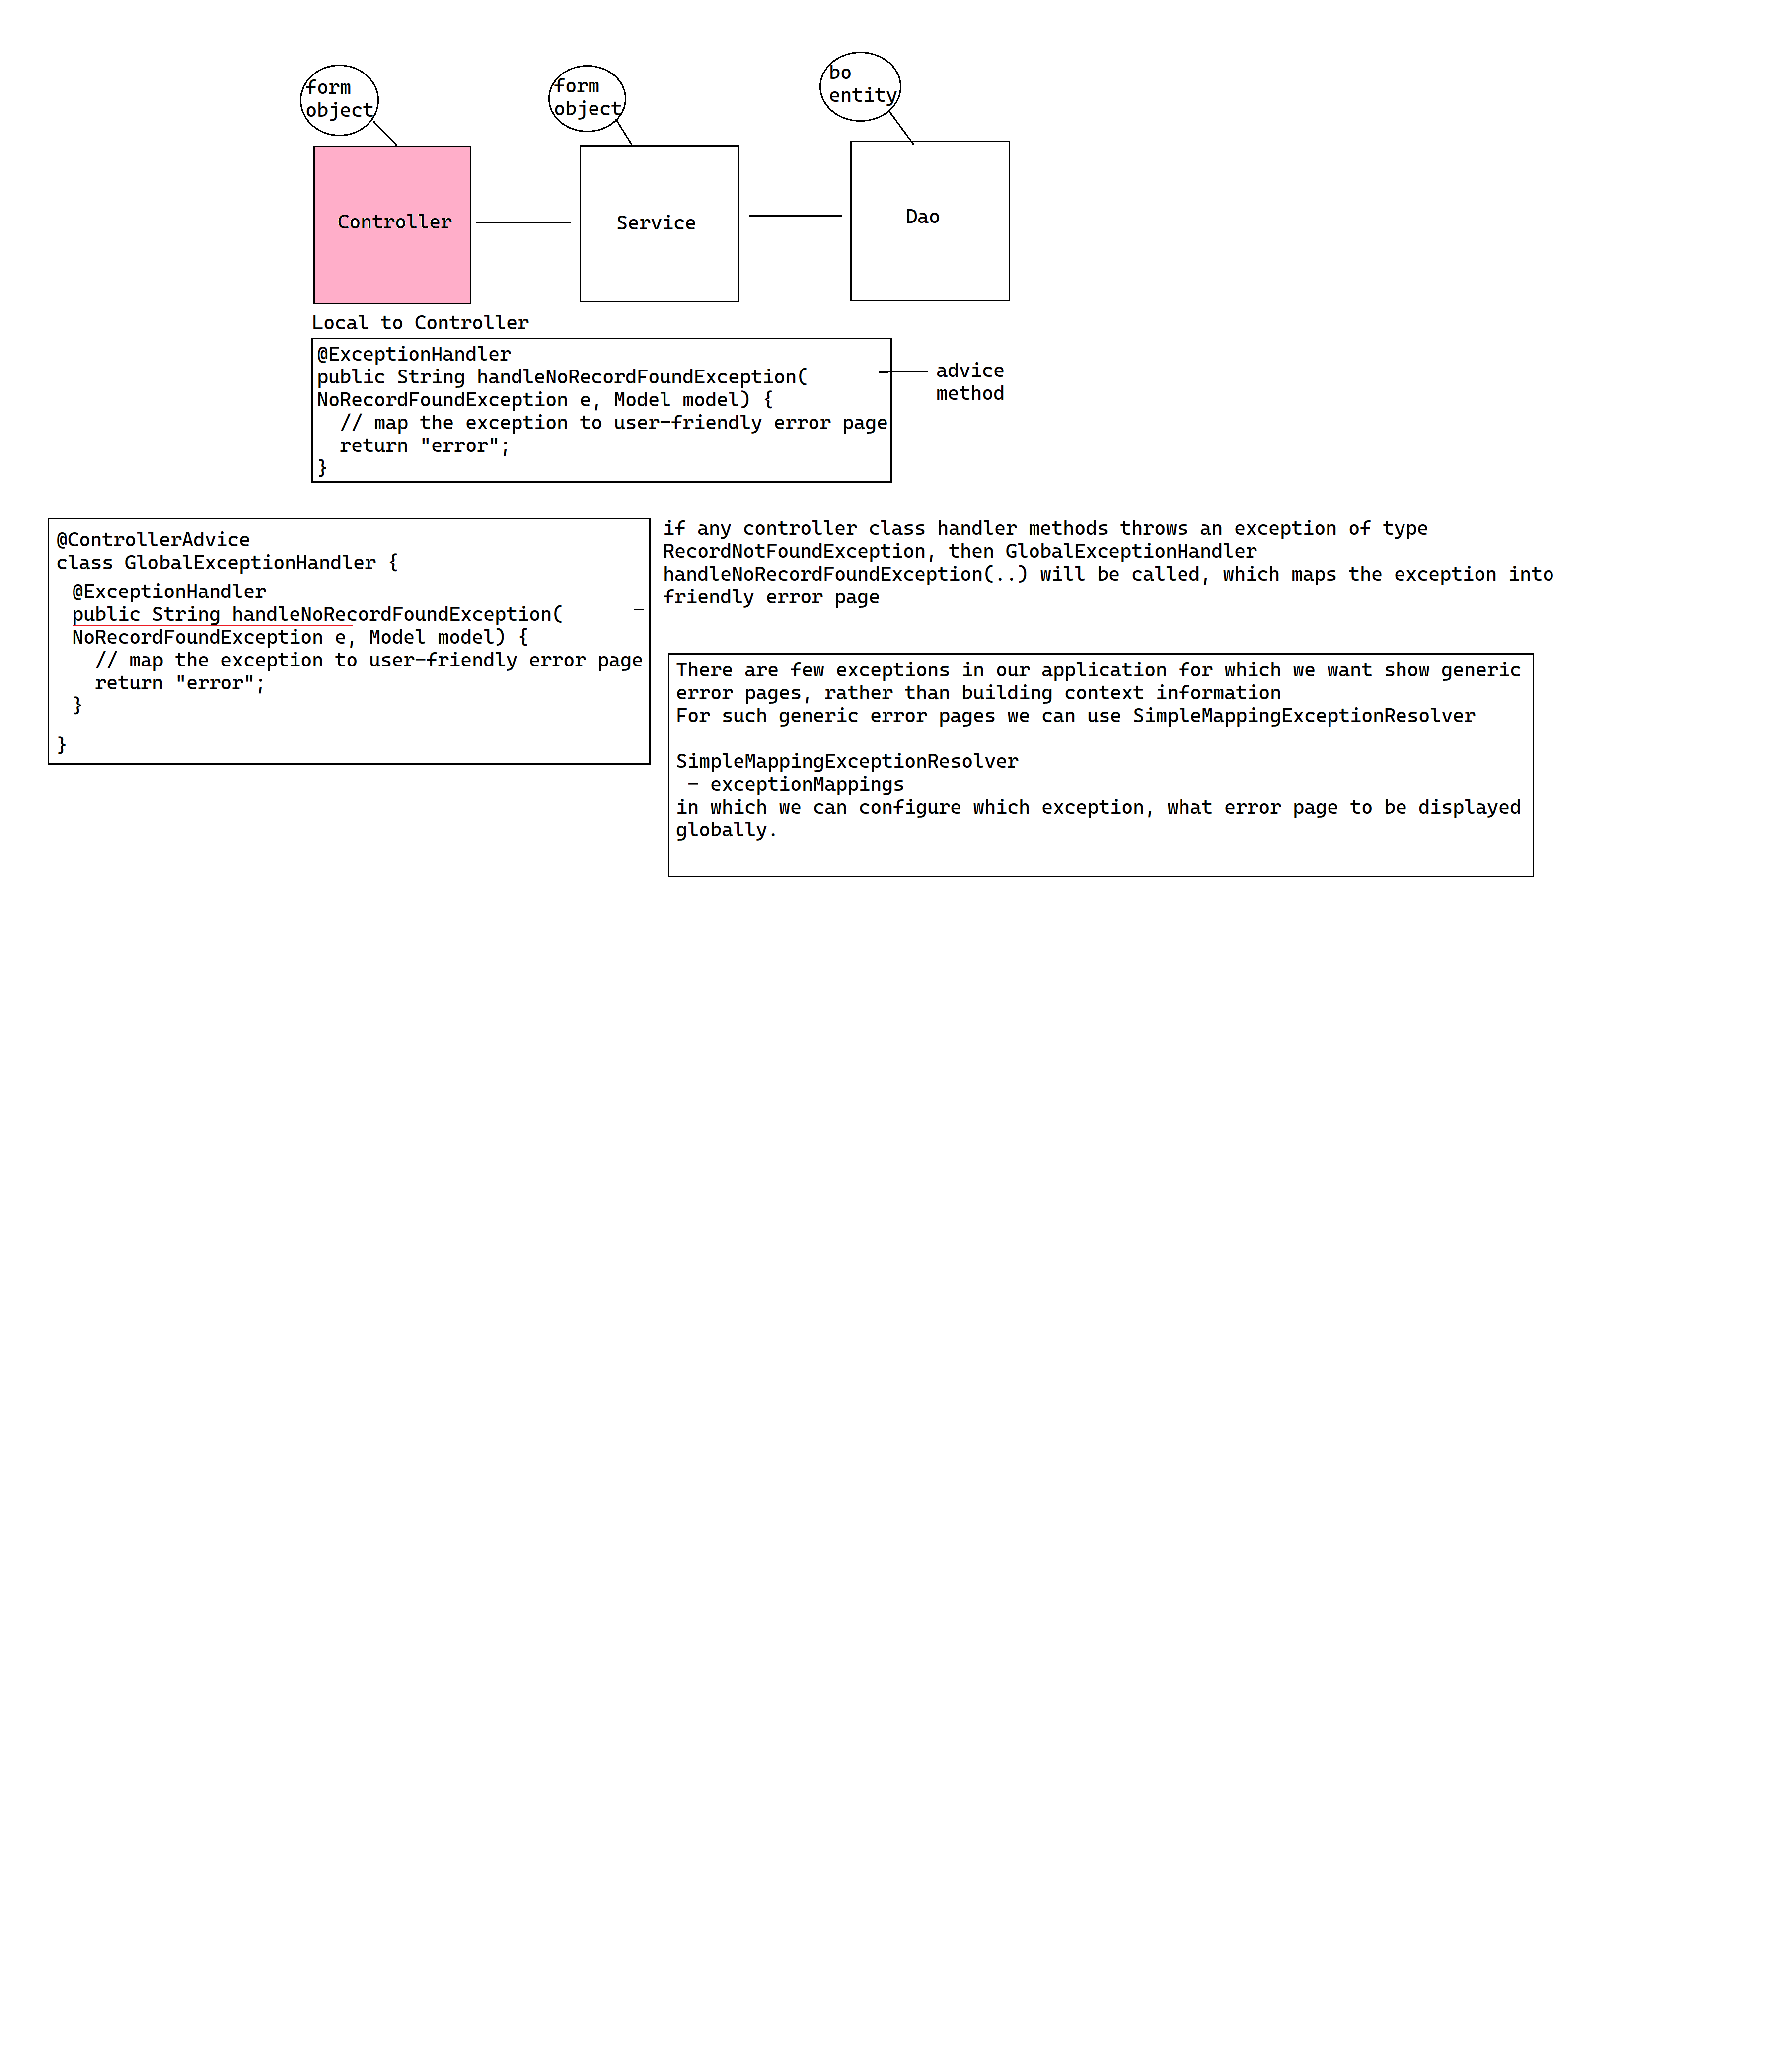 form
object
form
object
bo
entity
Controller
Service
Dao
Local to Controller
@ExceptionHandler
public String handleNoRecordFoundException(
NoRecordFoundException e, Model model) {
  // map the exception to user-friendly error page
  return "error";
}
advice
method
@ControllerAdvice
class GlobalExceptionHandler {
@ExceptionHandler
public String handleNoRecordFoundException(
NoRecordFoundException e, Model model) {
  // map the exception to user-friendly error page
  return "error";
}
}
if any controller class handler methods throws an exception of type
RecordNotFoundException, then GlobalExceptionHandler
handleNoRecordFoundException(..) will be called, which maps the exception into
friendly error page
There are few exceptions in our application for which we want show generic
error pages, rather than building context information
For such generic error pages we can use SimpleMappingExceptionResolver
SimpleMappingExceptionResolver
 - exceptionMappings
in which we can configure which exception, what error page to be displayed
globally.